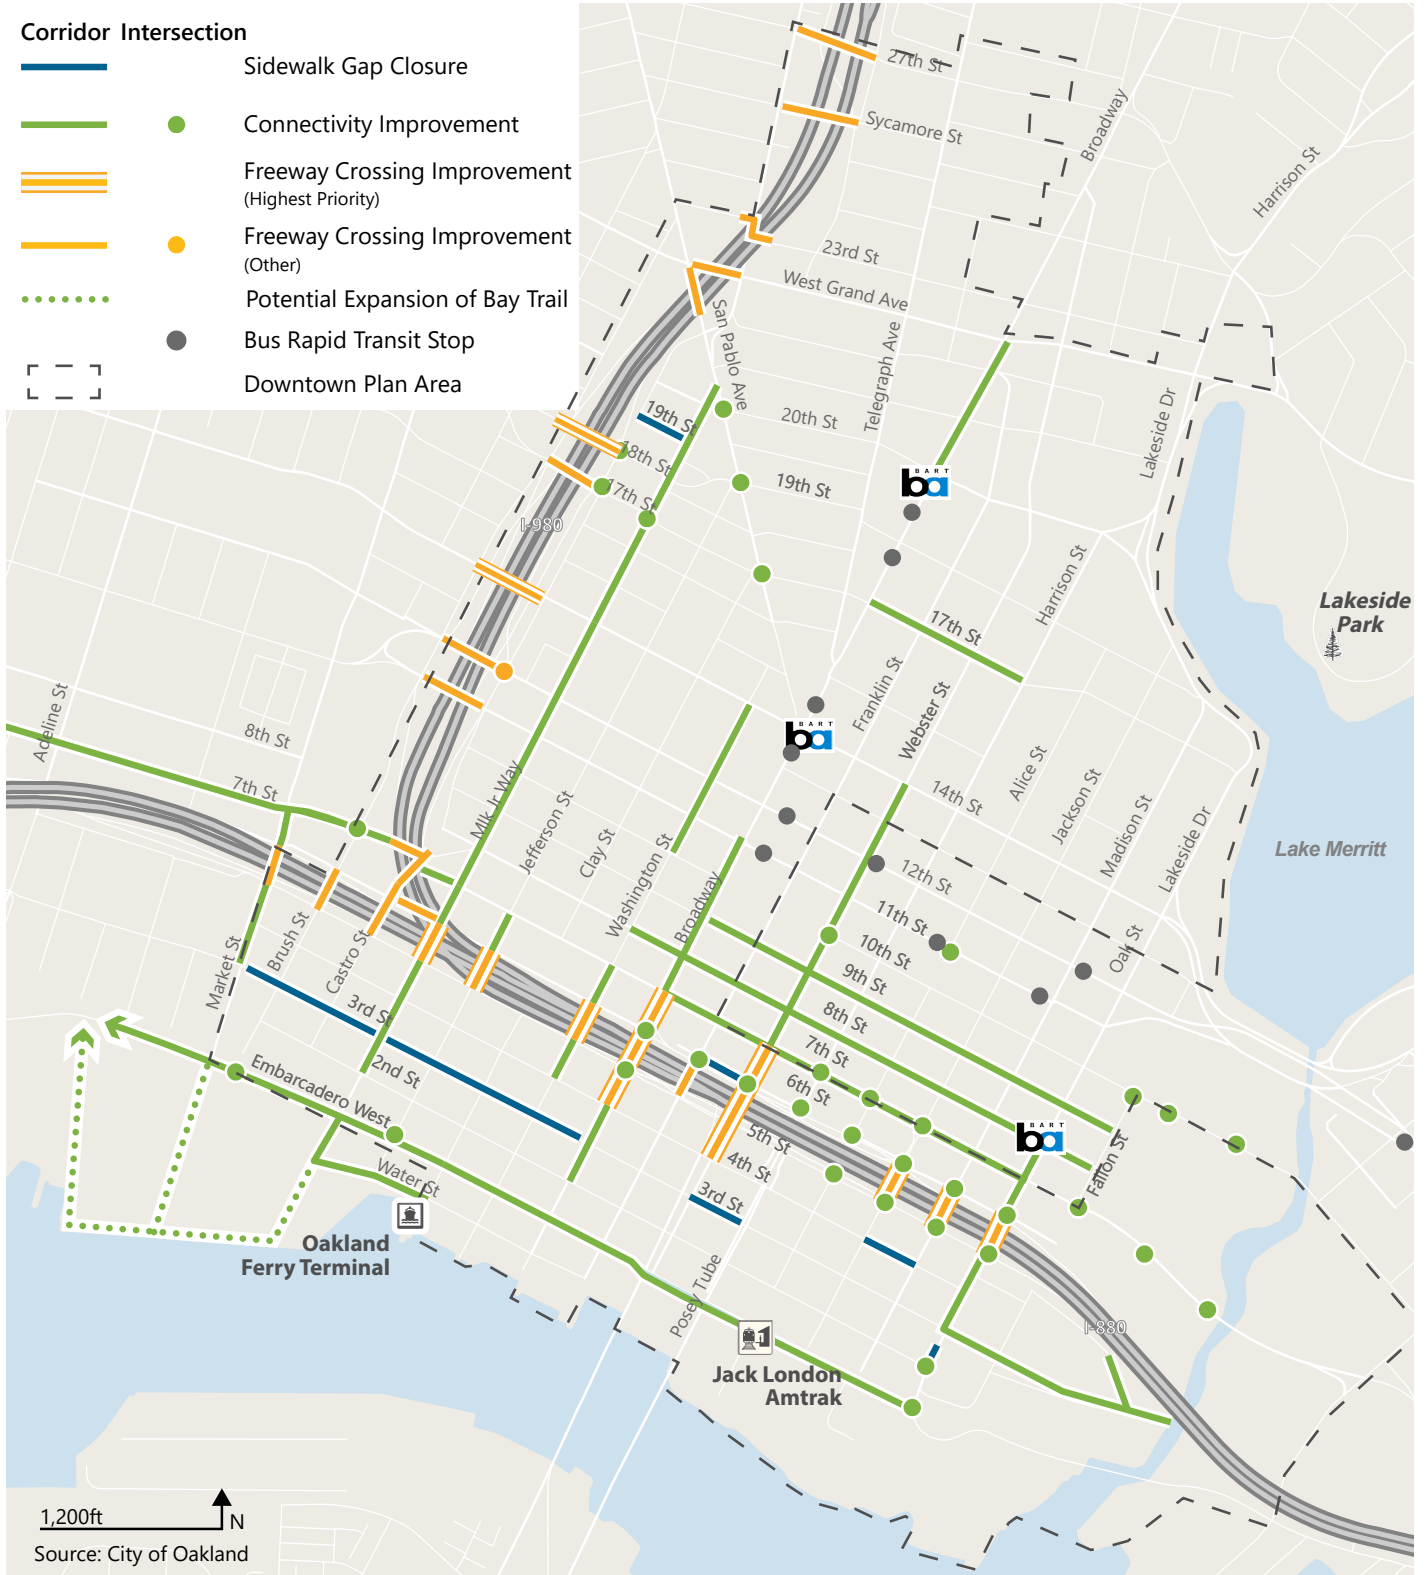 Corridor Intersection
Sidewalk Gap Closure
Connectivity Improvement
Freeway Crossing Improvement
(Highest Priority)
Freeway Crossing Improvement
(Other)
Potential Expansion of Bay Trail
Bus Rapid Transit Stop
Downtown Plan Area
27th St
Sycamore St
Broadway
Harrison St
23rd St
West Grand Ave
San Pablo Ave
Telegraph Ave
19th St
20th St
Lakeside Dr
18th St
17th St
19th St
BART
ba
I-980
Harrison St
Lakeside
Park
17th St
Adeline St
8th St
7th St
Franklin St
Webster St
BART
ba
Mlk Jr Way
Jefferson St
Clay St
Washington St
Broadway
14th St
Alice St
Jackson St
Madison St
Lakeside Dr
Lake Merritt
12th St
11th St
10th St
9th St
8th St
7th St
6th St
5th St
4th St
3rd St
Oak St
Market St
Brush St
Castro St
3rd St
2nd St
Embarcadero West
Water St
BART
ba
Fallon St
Oakland
Ferry Terminal
Posey Tube
I-880
Jack London
Amtrak
1,200ft
N
Source: City of Oakland